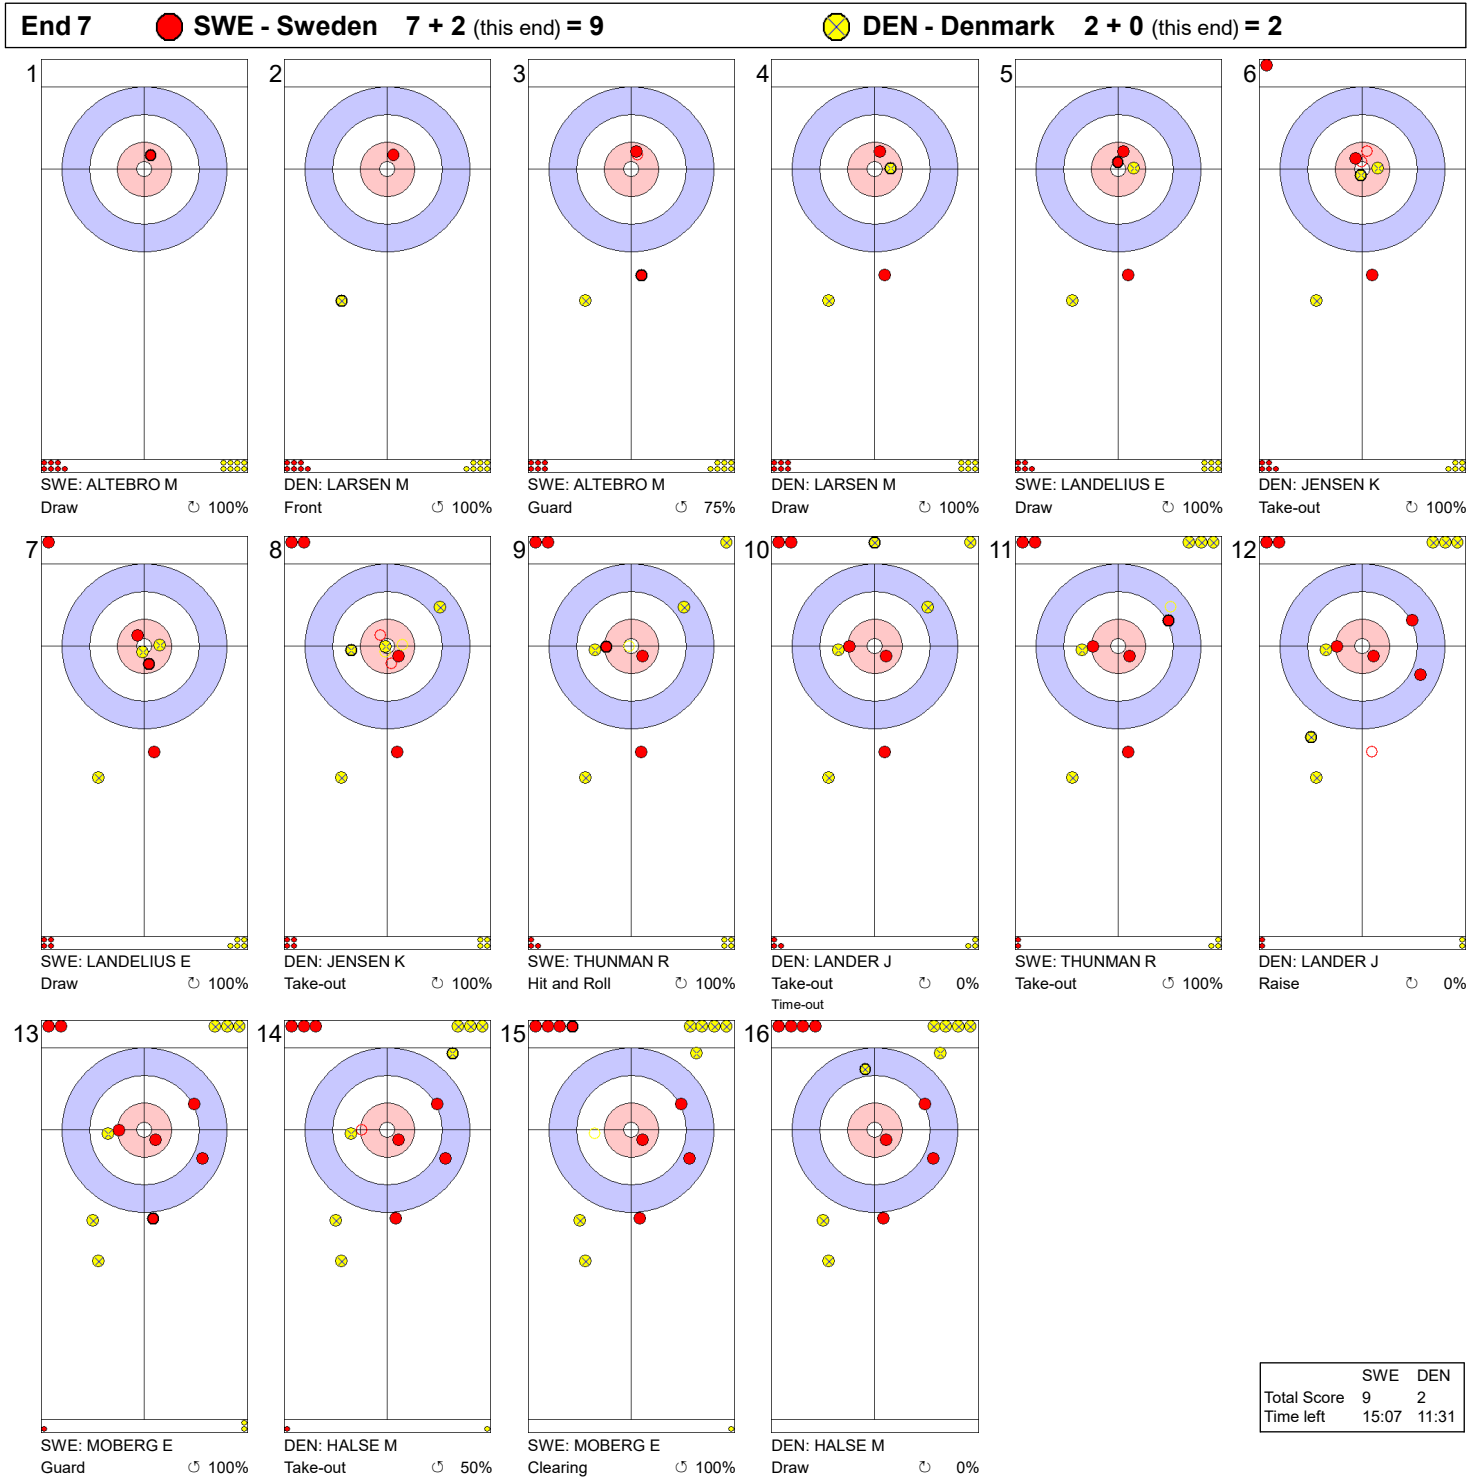 End 7 SWE - Sweden 7 + 2 (this end) = 9 DEN - Denmark 2 + 0 (this end) = 2
1 2 3 4 5 6
SWE: ALTEBRO M DEN: LARSEN M SWE: ALTEBRO M DEN: LARSEN M SWE: LANDELIUS E DEN: JENSEN K
Draw ↻ 100% Front ↻ 100% Guard ↺ 75% Draw ↻ 100% Draw ↻ 100% Take-out ↻ 100%
7 8 9 10 11 12
SWE: LANDELIUS E DEN: JENSEN K SWE: THUNMAN R DEN: LANDER J SWE: THUNMAN R DEN: LANDER J
Draw ↻ 100% Take-out ↻ 100% Hit and Roll ↻ 100% Take-out ↻ 0% Take-out ↻ 100% Raise ↻ 0%
Time-out
13 14 15 16
SWE: MOBERG E DEN: HALSE M SWE: MOBERG E DEN: HALSE M
Guard ↺ 100% Take-out ↺ 50% Clearing ↺ 100% Draw ↻ 0%
SWE DEN
Total Score 9 2
Time left 15:07 11:31